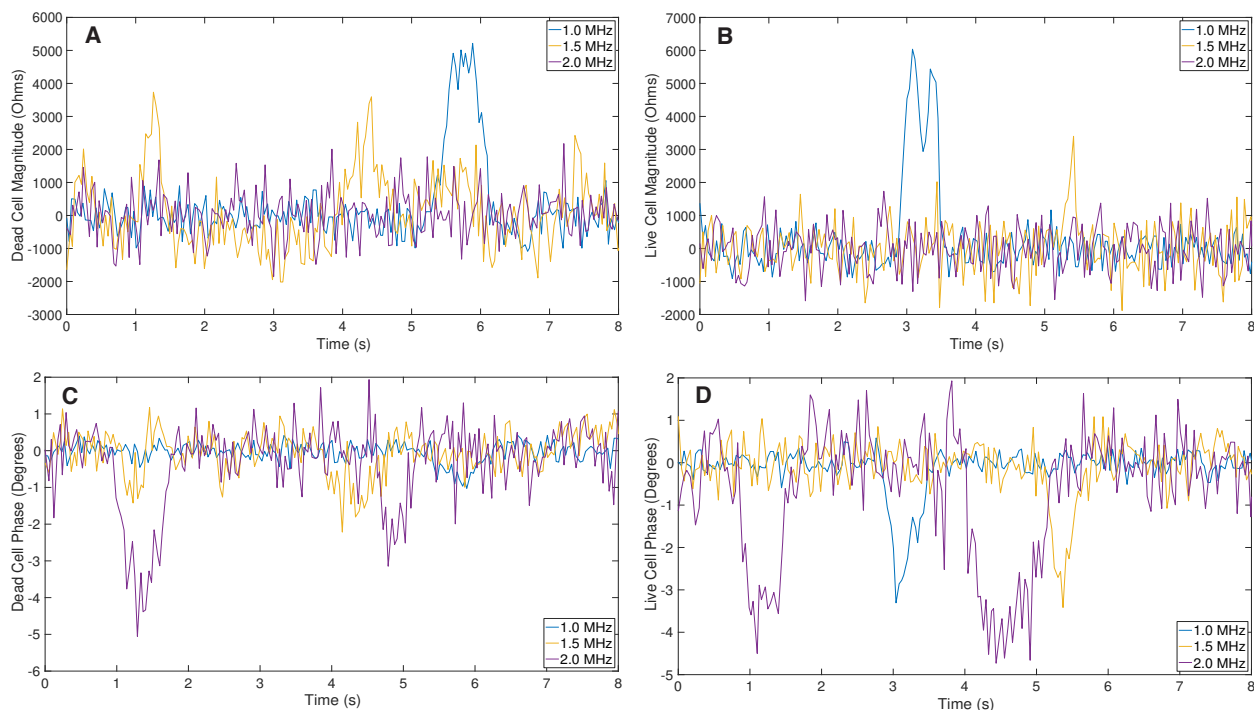 A
1.0 MHz
1.5 MHz
2.0 MHz
Dead Cell Magnitude (Ohms)
6000
5000
4000
3000
2000
1000
0
-1000
-2000
-3000
0 1 2 3 4 5 6 7 8
Time (s)
B
1.0 MHz
1.5 MHz
2.0 MHz
Live Cell Magnitude (Ohms)
7000
6000
5000
4000
3000
2000
1000
0
-1000
-2000
0 1 2 3 4 5 6 7 8
Time (s)
C
Dead Cell Phase (Degrees)
2
1
0
-1
-2
-3
-4
-5
-6
1.0 MHz
1.5 MHz
2.0 MHz
0 1 2 3 4 5 6 7 8
Time (s)
D
Live Cell Phase (Degrees)
2
1
0
-1
-2
-3
-4
-5
1.0 MHz
1.5 MHz
2.0 MHz
0 1 2 3 4 5 6 7 8
Time (s)